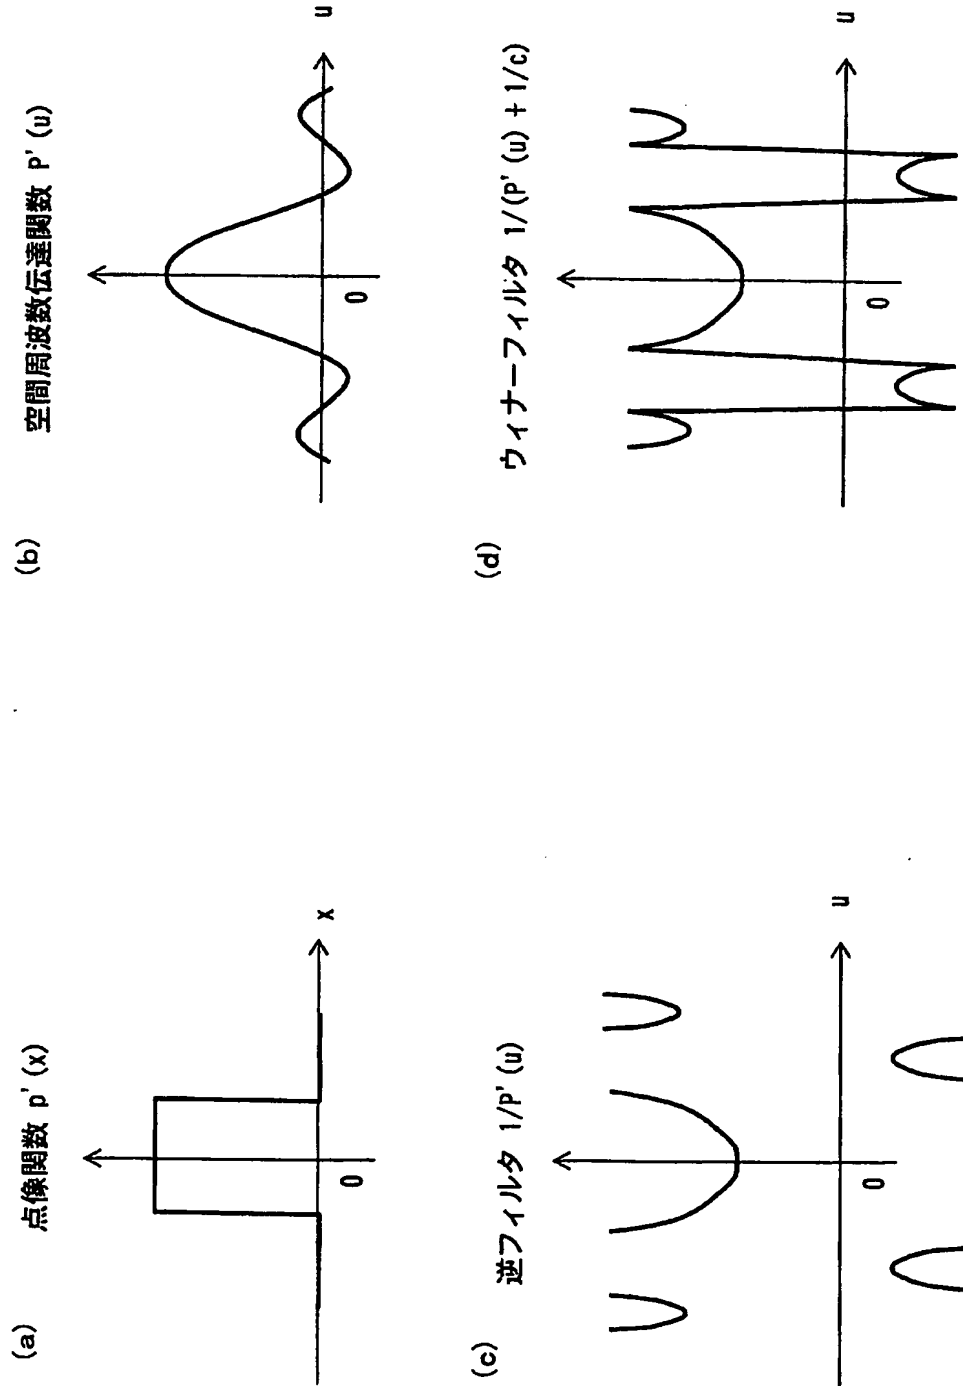 (a)
点像関数 p'(x)
x
0
(b)
空間周波数伝達関数 P'(u)
u
0
(c)
逆フィルタ 1/P'(u)
u
0
(d)
ウィナーフィルタ 1/(P'(u)+1/c)
u
0